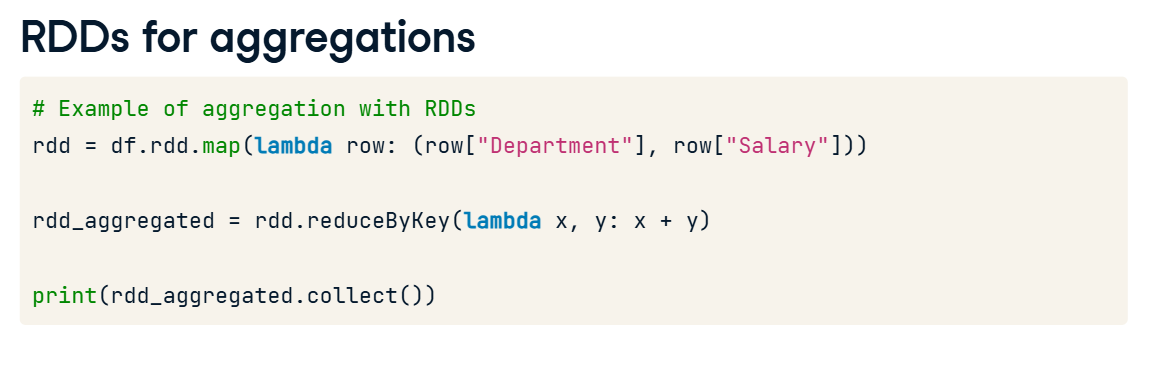 RDDs for aggregations
# Example of aggregation with RDDs
rdd = df.rdd.map(lambda row: (row["Department"], row["Salary"]))
rdd_aggregated = rdd.reduceByKey(lambda x, y: x + y)
print(rdd_aggregated.collect())